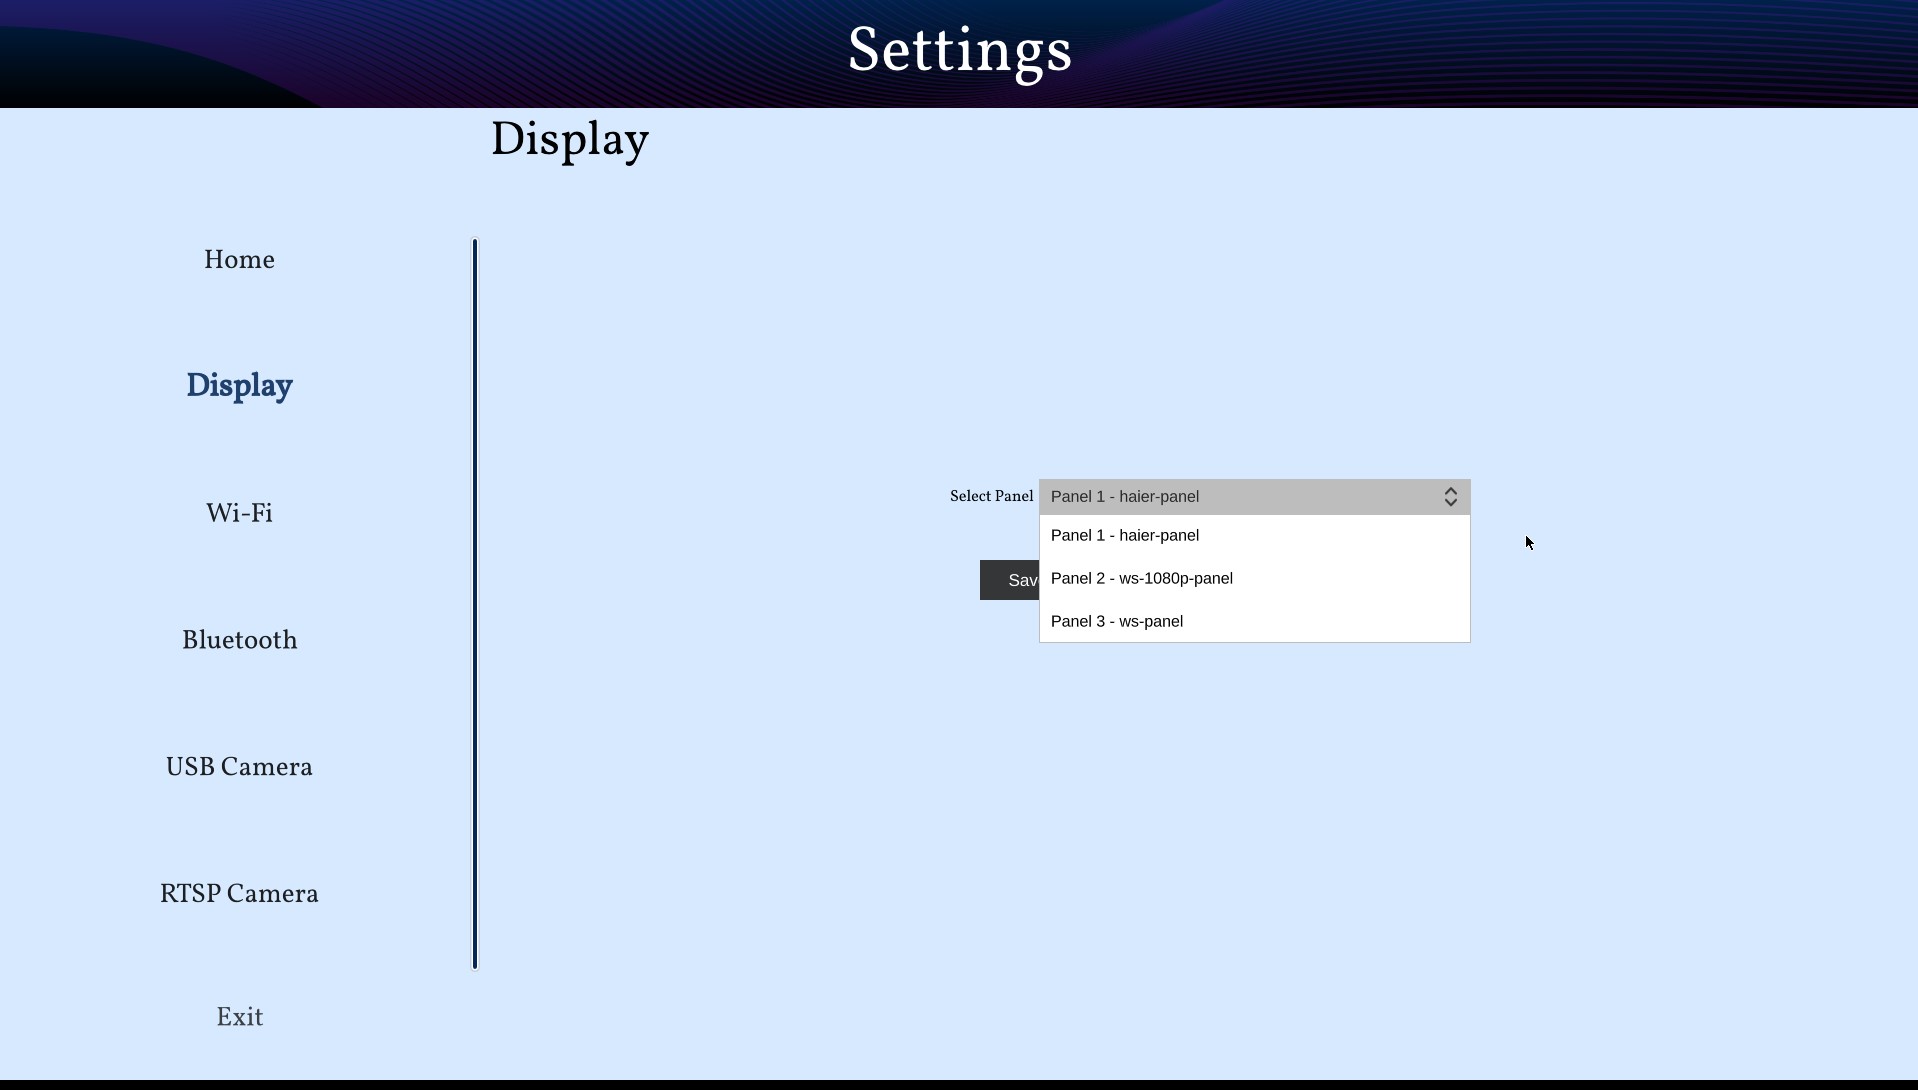 Settings
Display
Home
Display
Wi-Fi
Bluetooth
USB Camera
RTSP Camera
Exit
Select Panel
Panel 1 - haier-panel
Panel 1 - haier-panel
Panel 2 - ws-1080p-panel
Panel 3 - ws-panel